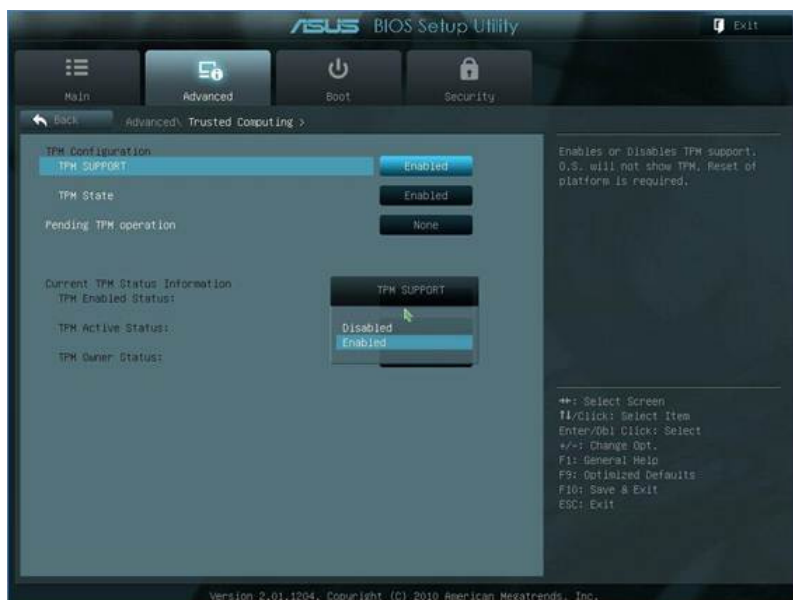 ASUS BIOS Setup Utility
Exit
Main
Advanced
Boot
Security
Back
Advanced\ Trusted Computing >
TPM Configuration
TPM SUPPORT
Enabled
TPM State
Enabled
Pending TPM operation
None
Current TPM Status Information
TPM Enabled Status:
TPM Active Status:
TPM Owner Status:
TPM SUPPORT
Disabled
Enabled
Enables or Disables TPM support.
O.S. will not show TPM. Reset of
platform is required.
→←: Select Screen
↑↓/Click: Select Item
Enter/Dbl Click: Select
+/-: Change Opt.
F1: General Help
F9: Optimized Defaults
F10: Save & Exit
ESC: Exit
Version 2.01.1204. Copyright (C) 2010 American Megatrends, Inc.